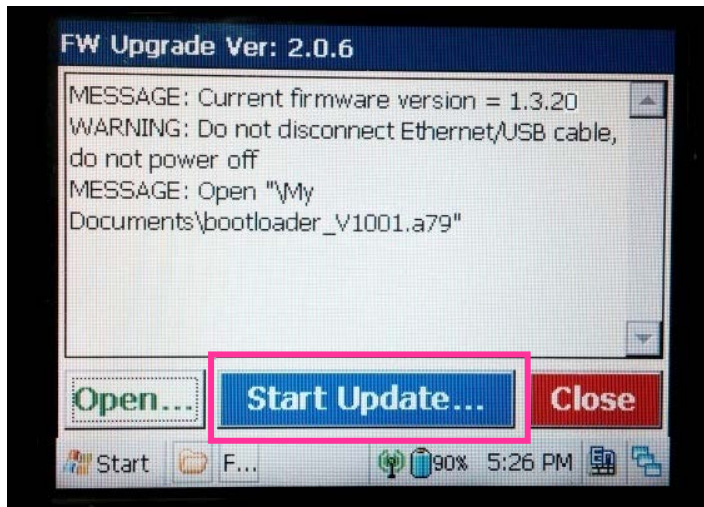 FW Upgrade Ver: 2.0.6
MESSAGE: Current firmware version = 1.3.20
WARNING: Do not disconnect Ethernet/USB cable,
do not power off
MESSAGE: Open "\My
Documents\bootloader_V1001.a79"
Open... Start Update... Close
Start F... 90% 5:26 PM